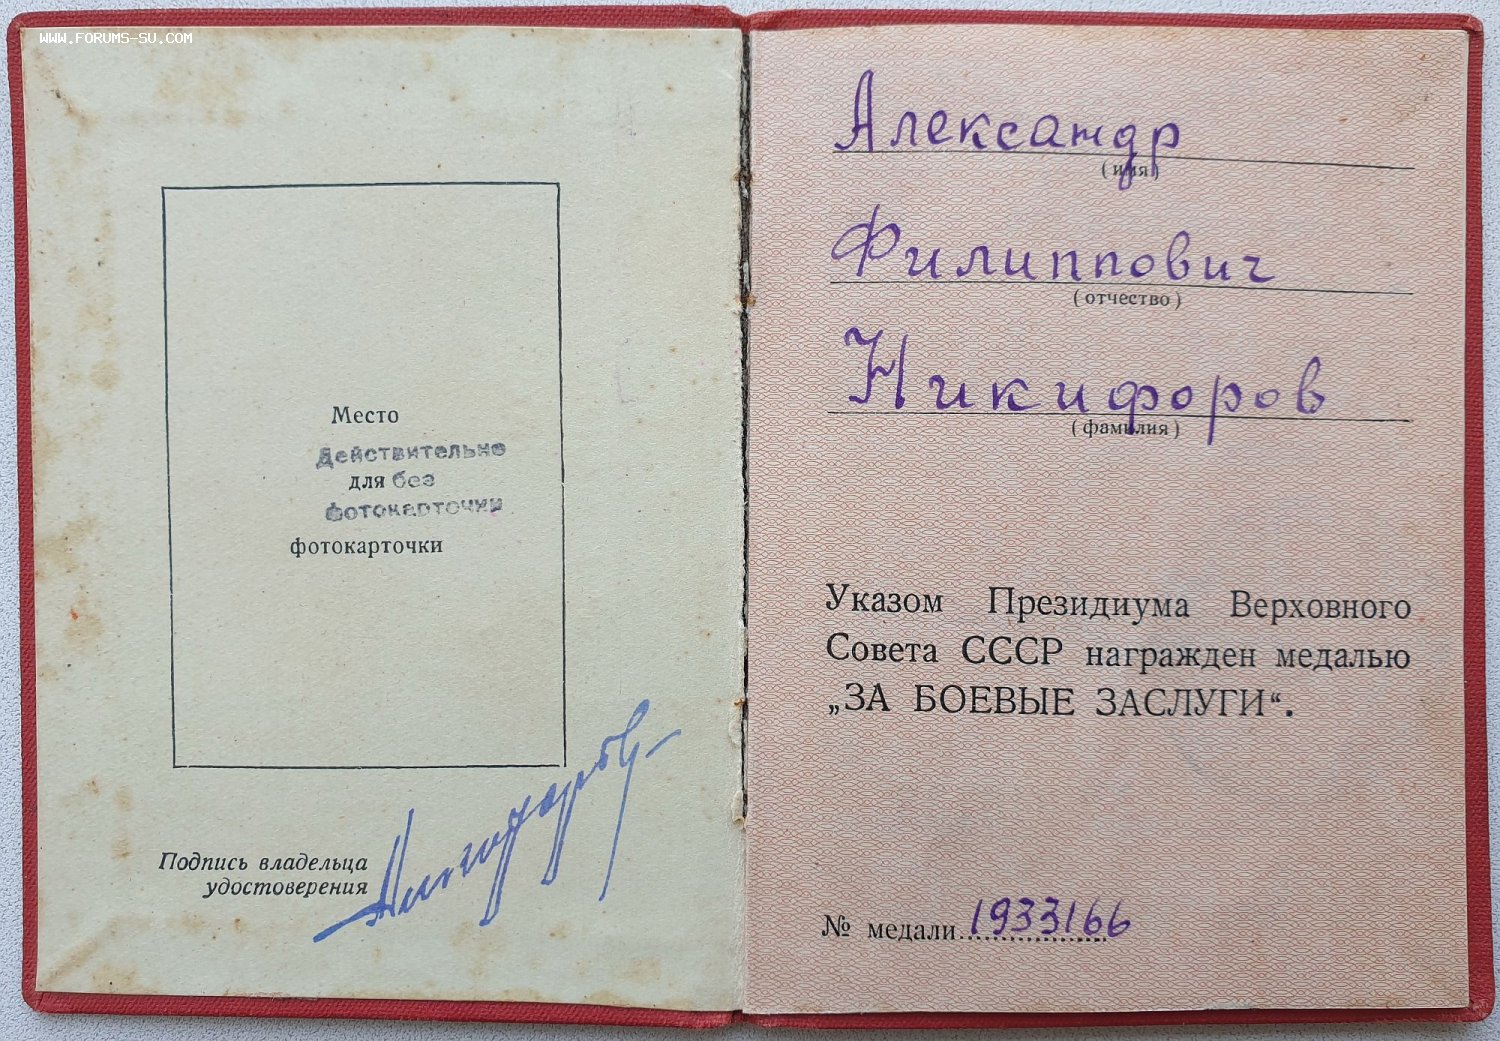 WWW.FORUMS-SU.COM
Место
Действительно
для без
фотокарточки
фотокарточки
Подпись владельца
удостоверения
Никифоров
Александр
(имя)
Филиппович
(отчество)
Никифоров
(фамилия)
Указом Президиума Верховного
Совета СССР награжден медалью
„ЗА БОЕВЫЕ ЗАСЛУГИ“.
№ медали 1933166